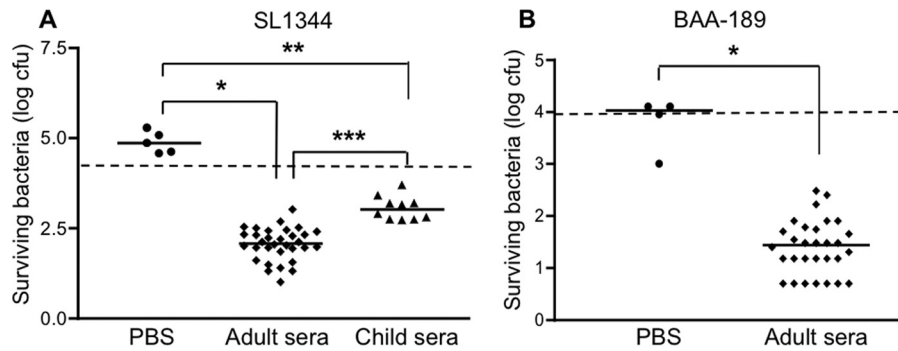 A
SL1344
Surviving bacteria (log cfu)
7.5
5.0
2.5
0.0
**
*
***
PBS
Adult sera
Child sera
B
BAA-189
Surviving bacteria (log cfu)
5
4
3
2
1
0
*
PBS
Adult sera